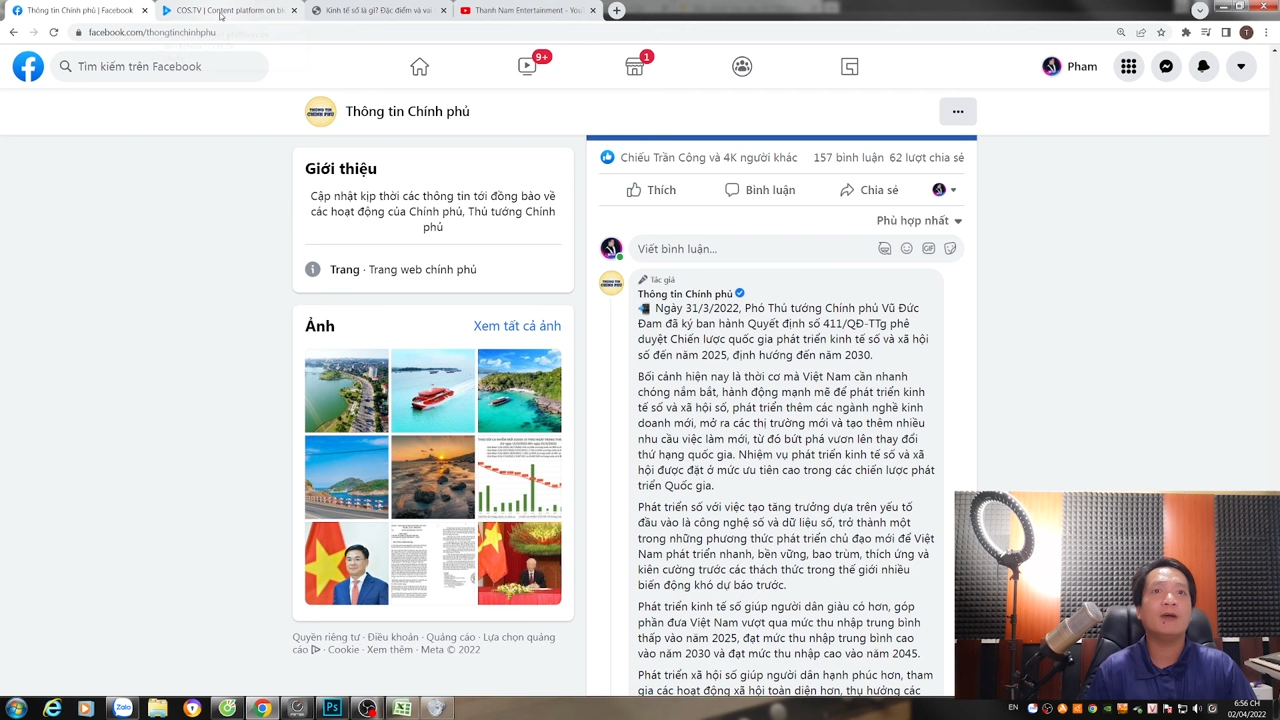 Thông tin Chính phủ | Facebook
COS.TV | Content platform on bl
Kinh tế số là gì? Đặc điểm và vai
Thanh Nam Entertainment - YouT
facebook.com/thongtinchinhphu
Tìm kiếm trên Facebook
9+
1
Pham
Thông tin Chính phủ
Giới thiệu
Cập nhật kịp thời các thông tin tới đồng bào về
các hoạt động của Chính phủ, Thủ tướng Chính
phủ
Trang · Trang web chính phủ
Ảnh
Xem tất cả ảnh
Quyền riêng tư · Điều khoản · Quảng cáo · Lựa chọn quảng
cáo · Cookie · Xem thêm · Meta © 2022
Chiếu Trần Công và 4K người khác
157 bình luận 62 lượt chia sẻ
Thích
Bình luận
Chia sẻ
Phù hợp nhất
Viết bình luận...
GIF
Tác giả
Thông tin Chính phủ
Ngày 31/3/2022, Phó Thủ tướng Chính phủ Vũ Đức
Đam đã ký ban hành Quyết định số 411/QĐ-TTg phê
duyệt Chiến lược quốc gia phát triển kinh tế số và xã hội
số đến năm 2025, định hướng đến năm 2030.
Bối cảnh hiện nay là thời cơ mà Việt Nam cần nhanh
chóng nắm bắt, hành động mạnh mẽ để phát triển kinh
tế số và xã hội số, phát triển thêm các ngành nghề kinh
doanh mới, mở ra các thị trường mới và tạo thêm nhiều
nhu cầu việc làm mới, từ đó bứt phá vươn lên thay đổi
thứ hạng quốc gia. Nhiệm vụ phát triển kinh tế số và xã
hội được đặt ở mức ưu tiên cao trong các chiến lược phát
triển Quốc gia.
Phát triển số với việc tạo tăng trưởng dựa trên yếu tố
đầu vào là công nghệ số và dữ liệu số, trở thành một
trong những phương thức phát triển chủ đạo mới để Việt
Nam phát triển nhanh, bền vững, bao trùm, thích ứng và
kiên cường trước các thách thức trong thế giới nhiều
biến động khó dự báo trước.
Phát triển kinh tế số giúp người dân giàu có hơn, góp
phần đưa Việt Nam vượt qua mức thu nhập trung bình
thấp vào năm 2025, đạt mức thu nhập trung bình cao
vào năm 2030 và đạt mức thu nhập cao vào năm 2045.
Phát triển xã hội số giúp người dân hạnh phúc hơn, tham
gia các hoạt động xã hội toàn diện hơn, thụ hưởng các
Zalo
Ps
EN
6:56 CH
02/04/2022